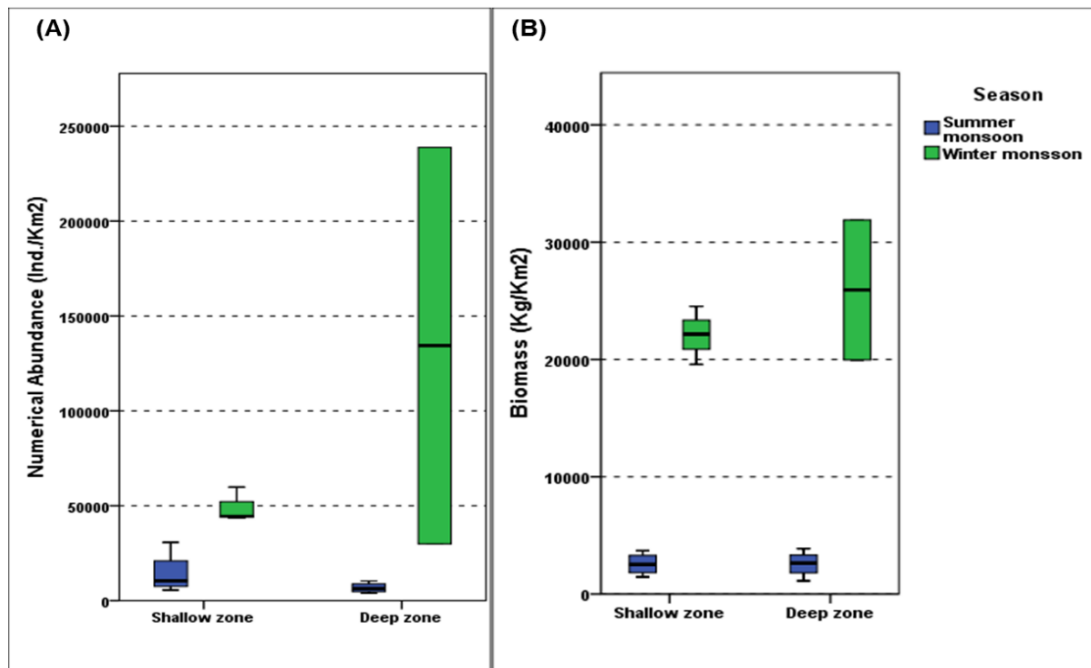 (A)
Numerical Abundance (Ind./Km2)
250000
200000
150000
100000
50000
0
Shallow zone
Deep zone
(B)
Biomass (Kg/Km2)
40000
30000
20000
10000
0
Shallow zone
Deep zone
Season
Summer
monsoon
Winter monsson